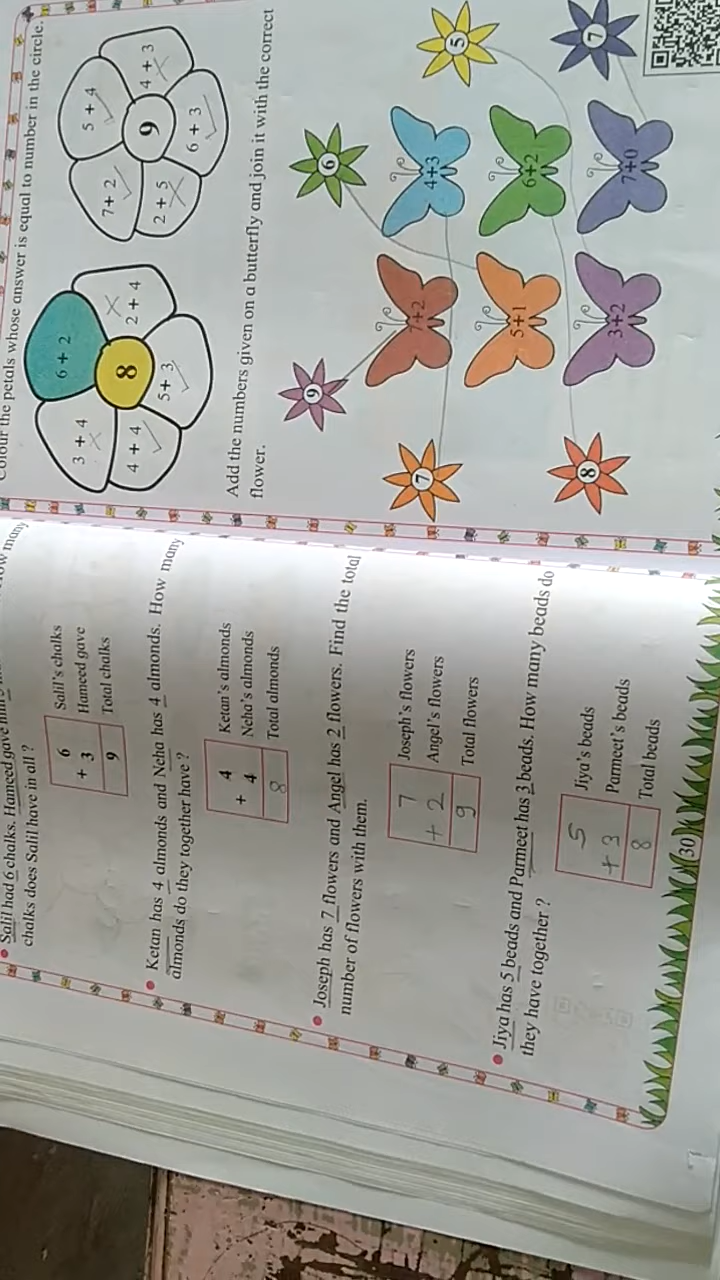 • Salil had 6 chalks. Hameed gave
chalks does Salil have in all ?
6 Salil's chalks
+ 3 Hameed gave
9 Total chalks
• Ketan has 4 almonds and Neha has 4 almonds. How many
almonds do they together have ?
4 Ketan's almonds
+ 4 Neha's almonds
8 Total almonds
• Joseph has 7 flowers and Angel has 2 flowers. Find the total
number of flowers with them.
7 Joseph's flowers
+ 2 Angel's flowers
9 Total flowers
• Jiya has 5 beads and Parmeet has 3 beads. How many beads do
they have together ?
5 Jiya's beads
+ 3 Parmeet's beads
8 Total beads
30
Colour the petals whose answer is equal to number in the circle.
3 + 4
6 + 2
4 + 4
8
2 + 4
5+ 3
7+ 2
5 + 4
2 + 5
9
4 + 3
6 + 3
Add the numbers given on a butterfly and join it with the correct
flower.
9
6
7
7+2
4+3
5
5+1
6+2
8
3+2
7+0
7